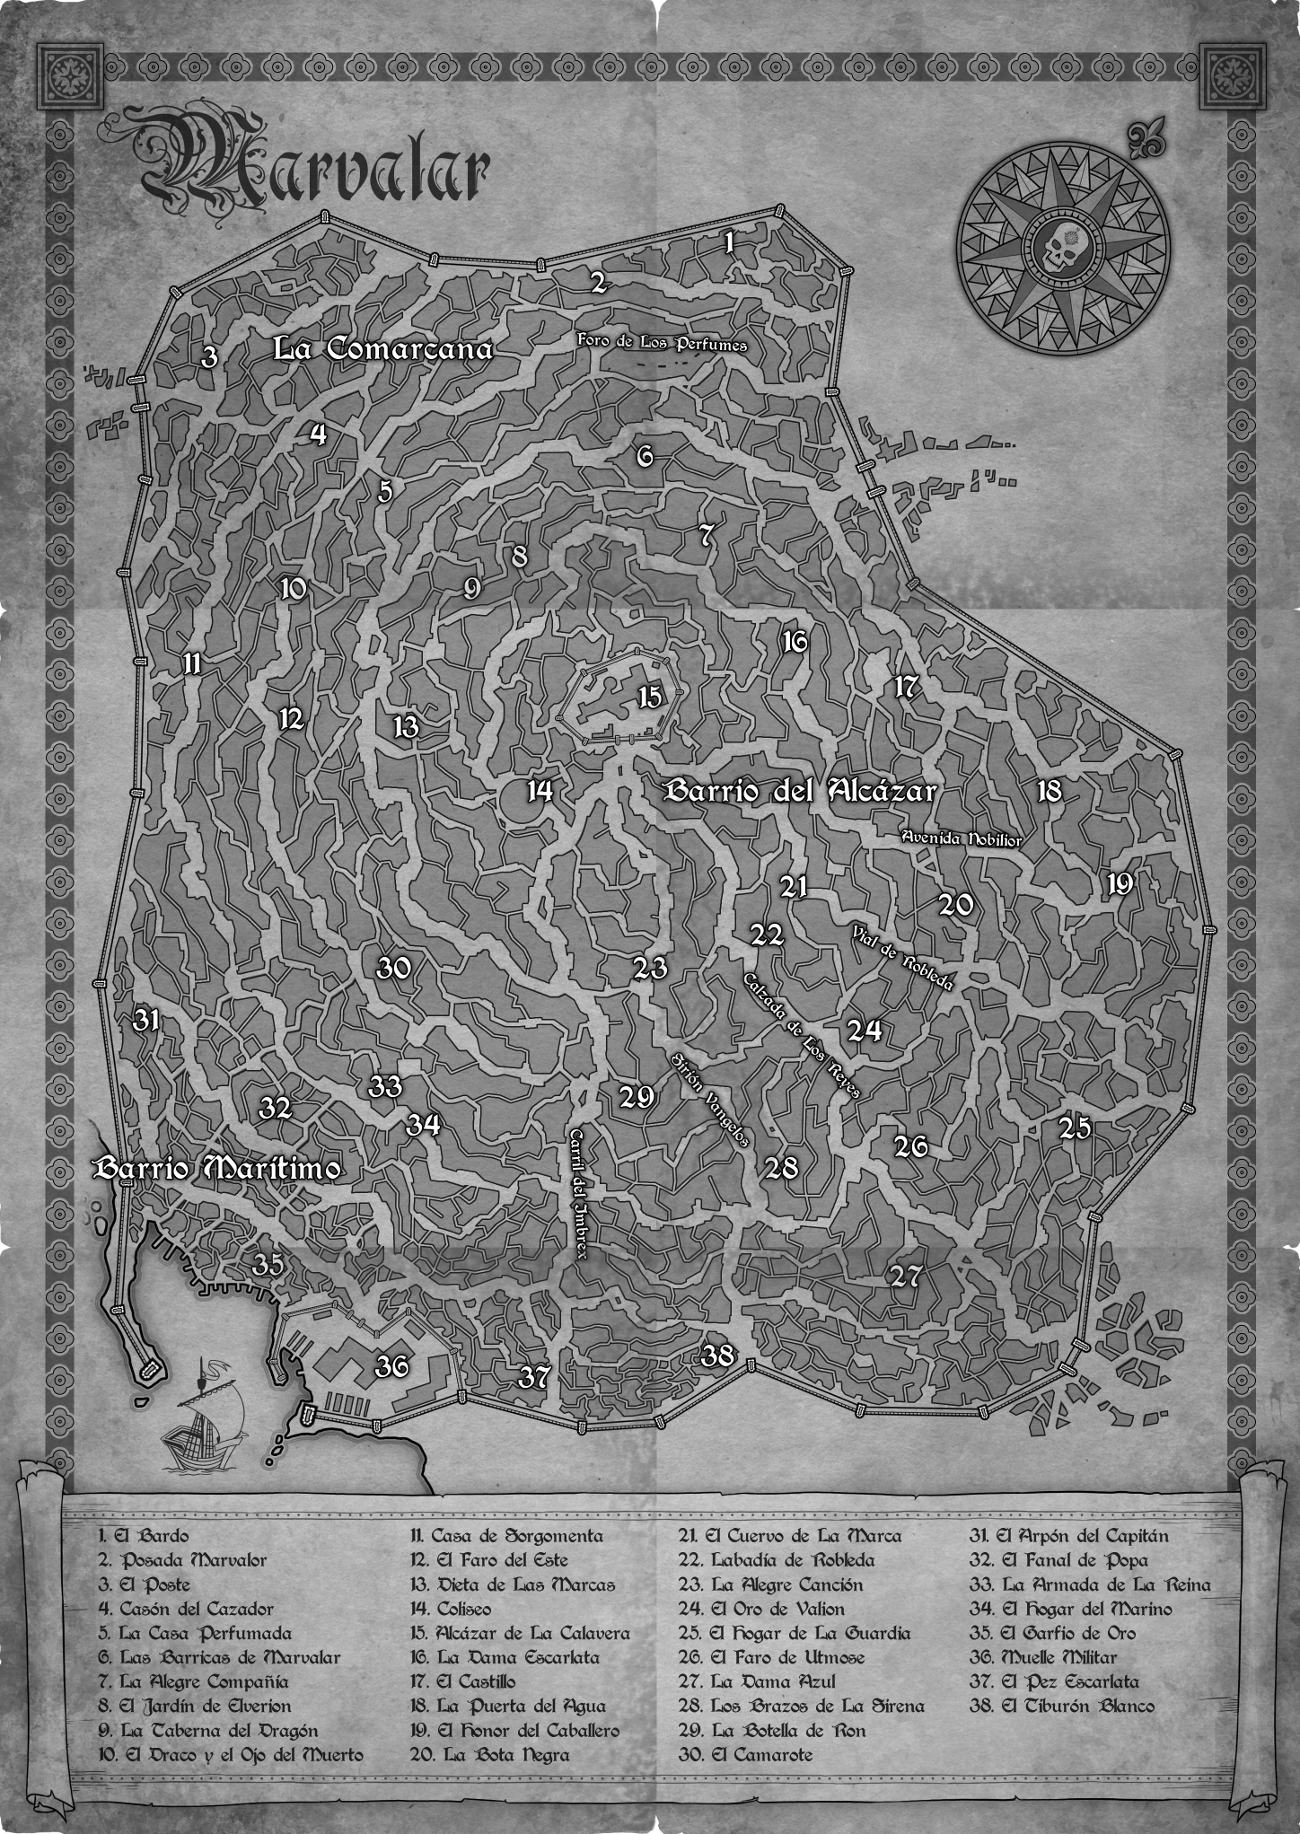 Marvalar
1
2
Foro de Los Perfumes
La Comarcana
3
4
6
5
7
8
9
10
16
11
17
15
12
13
14
Barrio del Alcázar
18
Avenida Nobilior
19
21
20
22
Vial de Robleda
23
30
Calzada de Los Reyes
31
24
33
Sirión Vangelos
29
32
34
25
26
Carril del Imbrex
Barrio Marítimo
28
35
27
38
36
37
1. El Bardo
2. Posada Marvalor
3. El Poste
4. Casón del Cazador
5. La Casa Perfumada
6. Las Barricas de Marvalar
7. La Alegre Compañía
8. El Jardín de Elverion
9. La Taberna del Dragón
10. El Draco y el Ojo del Muerto
11. Casa de Sorgomenta
12. El Faro del Este
13. Dieta de Las Marcas
14. Coliseo
15. Alcázar de La Calavera
16. La Dama Escarlata
17. El Castillo
18. La Puerta del Agua
19. El Honor del Caballero
20. La Bota Negra
21. El Cuervo de La Marca
22. Labadía de Robleda
23. La Alegre Canción
24. El Oro de Valion
25. El Hogar de La Guardia
26. El Faro de Utmose
27. La Dama Azul
28. Los Brazos de La Sirena
29. La Botella de Ron
30. El Camarote
31. El Arpón del Capitán
32. El Fanal de Popa
33. La Armada de La Reina
34. El Hogar del Marino
35. El Garfio de Oro
36. Muelle Militar
37. El Pez Escarlata
38. El Tiburón Blanco